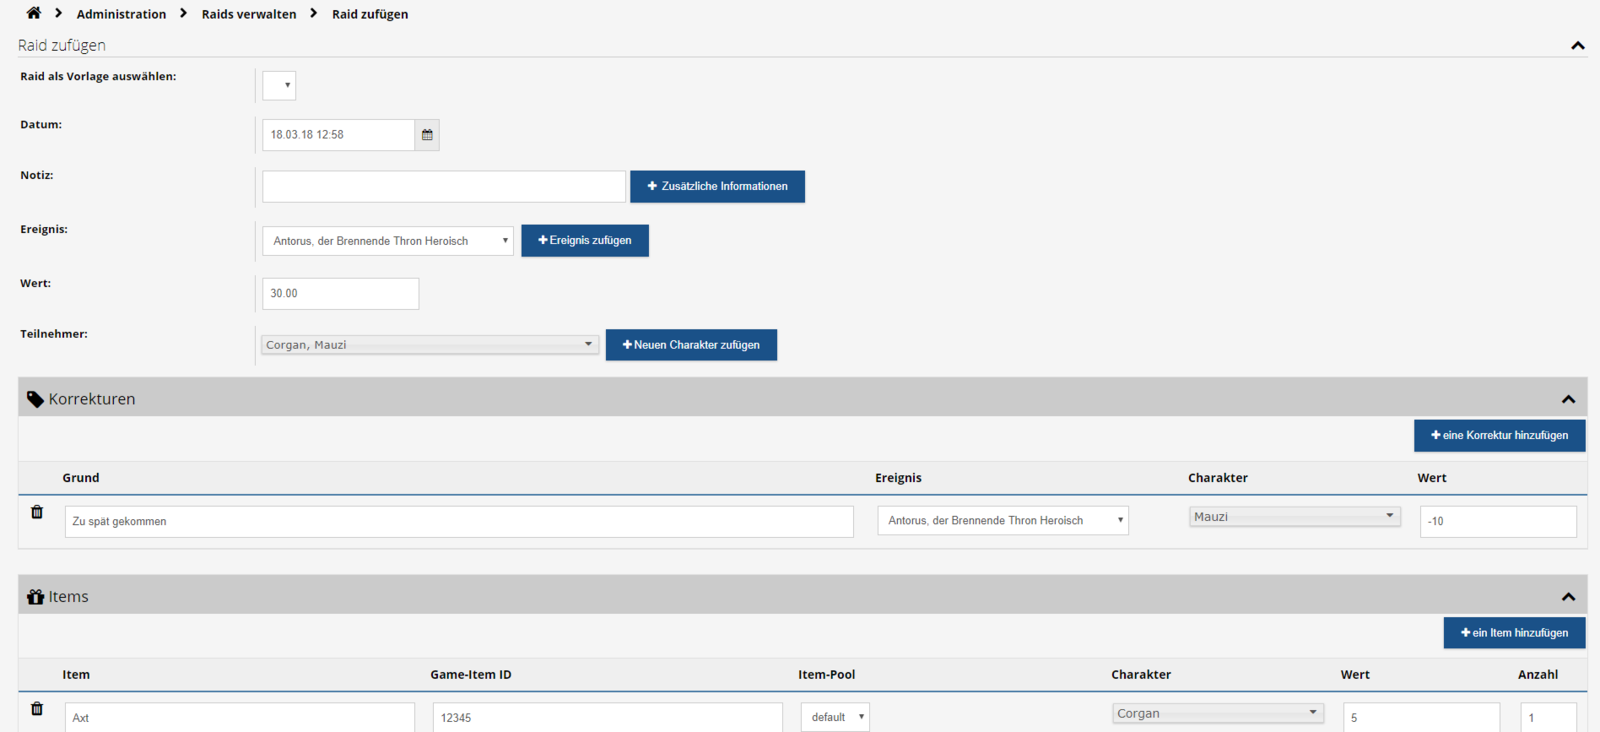 Administration Raids verwalten Raid zufügen
Raid zufügen
Raid als Vorlage auswählen:
Datum: 18.03.18 12:58
Notiz: Zusätzliche Informationen
Ereignis: Antorus, der Brennende Thron Heroisch Ereignis zufügen
Wert: 30.00
Teilnehmer: Corgan, Mauzi Neuen Charakter zufügen
Korrekturen
eine Korrektur hinzufügen
Grund Ereignis Charakter Wert
Zu spät gekommen Antorus, der Brennende Thron Heroisch Mauzi -10
Items
ein Item hinzufügen
Item Game-Item ID Item-Pool Charakter Wert Anzahl
Axt 12345 default Corgan 5 1